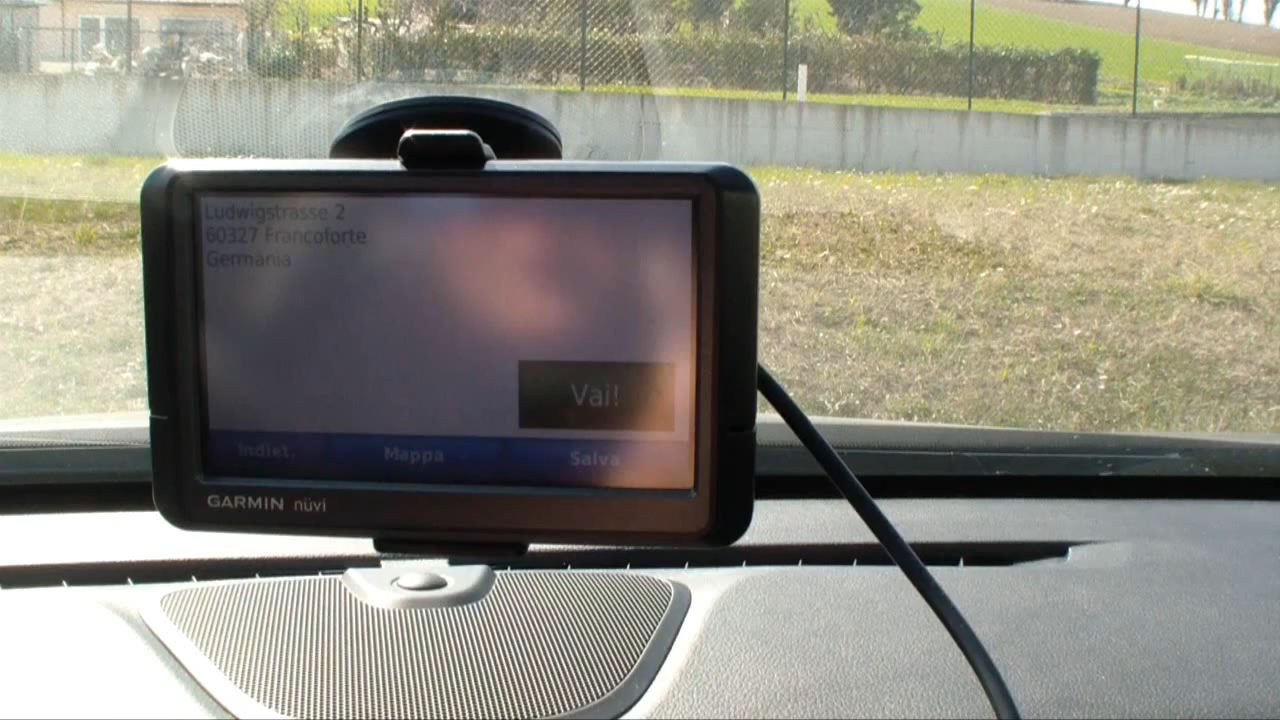 Ludwigstrasse 2
60327 Francoforte
Germania
Vai!
Indiet.
Mappa
Salva
GARMIN nüvi